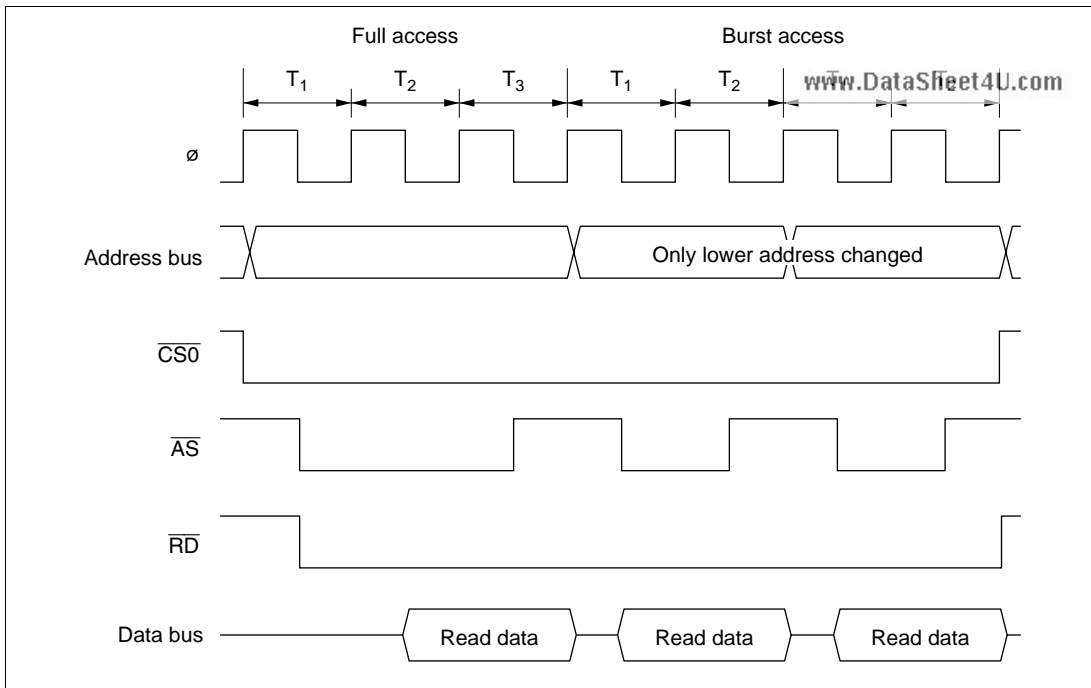 Full access Burst access
T1 T2 T3 T1 T2 www.DataSheet4U.com
ø
Address bus Only lower address changed
CS0
AS
RD
Data bus Read data Read data Read data